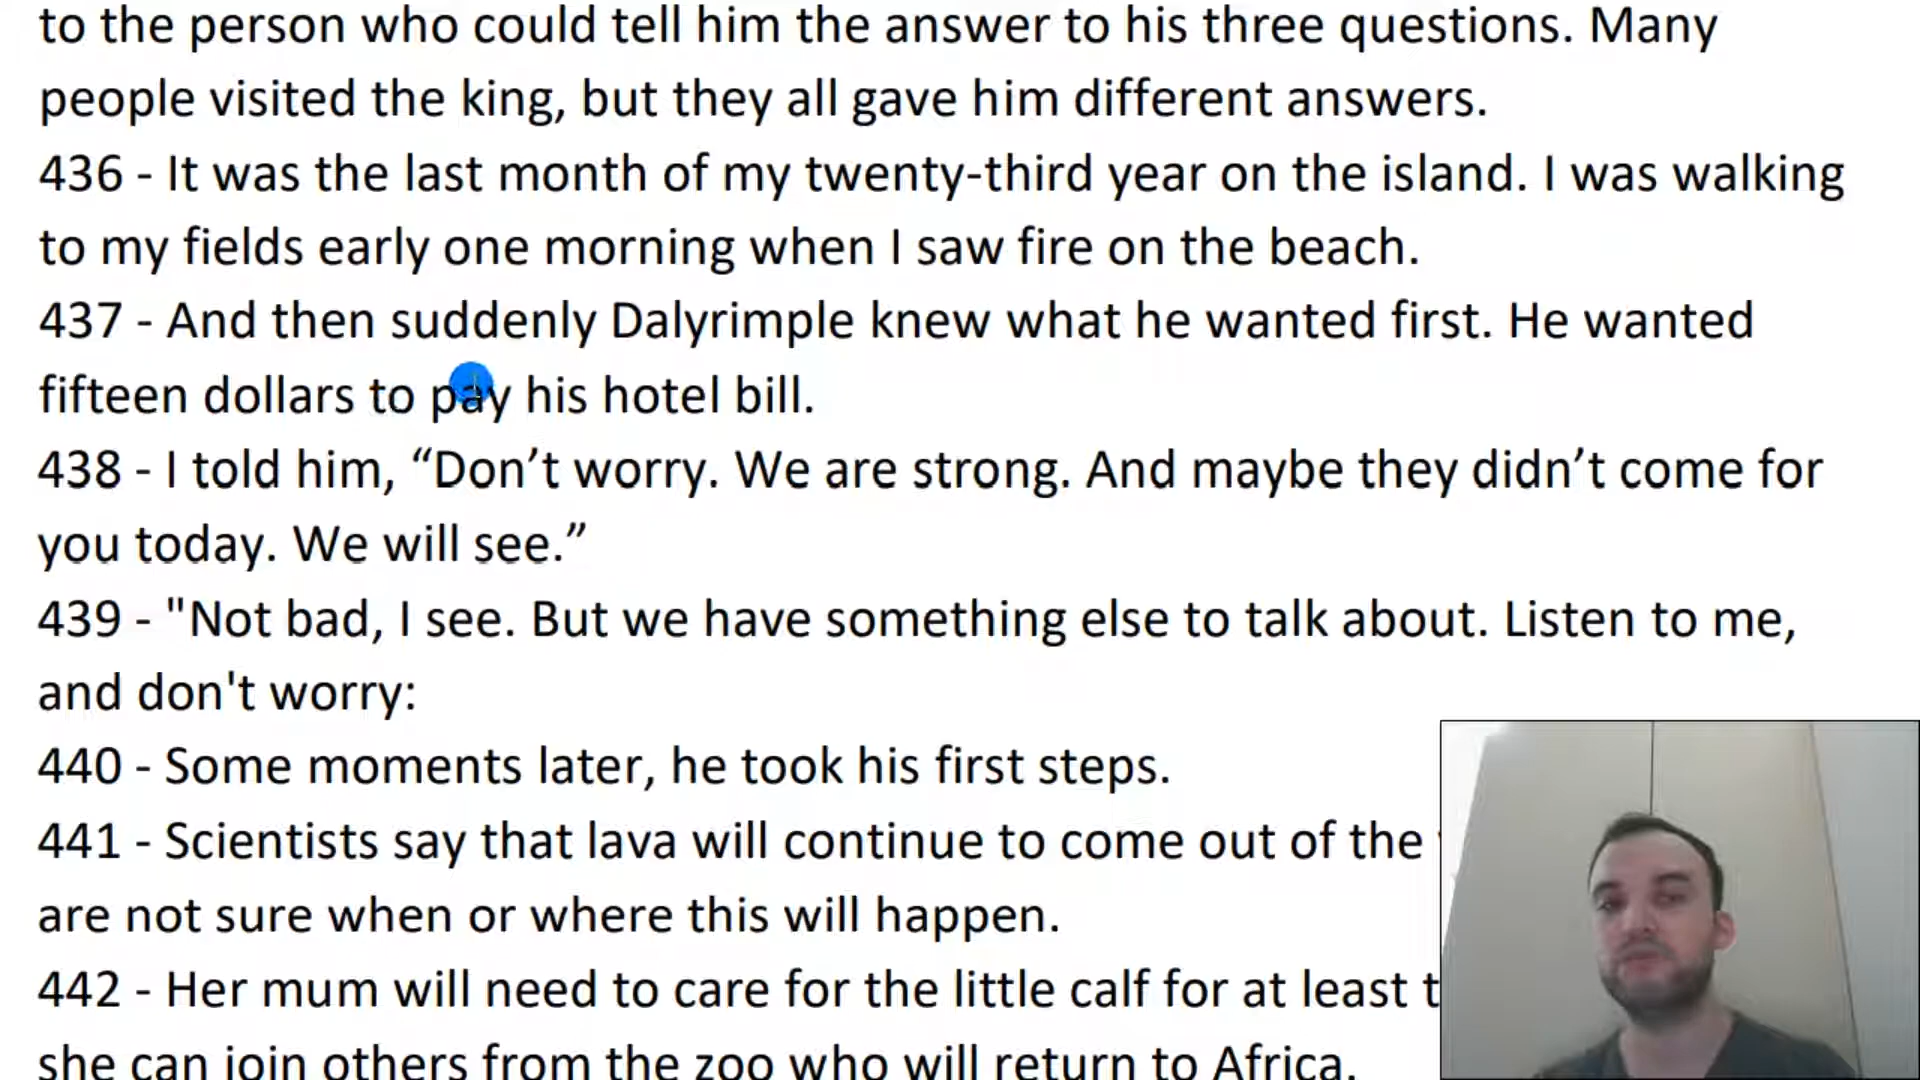 to the person who could tell him the answer to his three questions. Many
people visited the king, but they all gave him different answers.
436 - It was the last month of my twenty-third year on the island. I was walking
to my fields early one morning when I saw fire on the beach.
437 - And then suddenly Dalyrimple knew what he wanted first. He wanted
fifteen dollars to pay his hotel bill.
438 - I told him, “Don’t worry. We are strong. And maybe they didn’t come for
you today. We will see.”
439 - "Not bad, I see. But we have something else to talk about. Listen to me,
and don't worry:
440 - Some moments later, he took his first steps.
441 - Scientists say that lava will continue to come out of the
are not sure when or where this will happen.
442 - Her mum will need to care for the little calf for at least
she can join others from the zoo who will return to Africa.